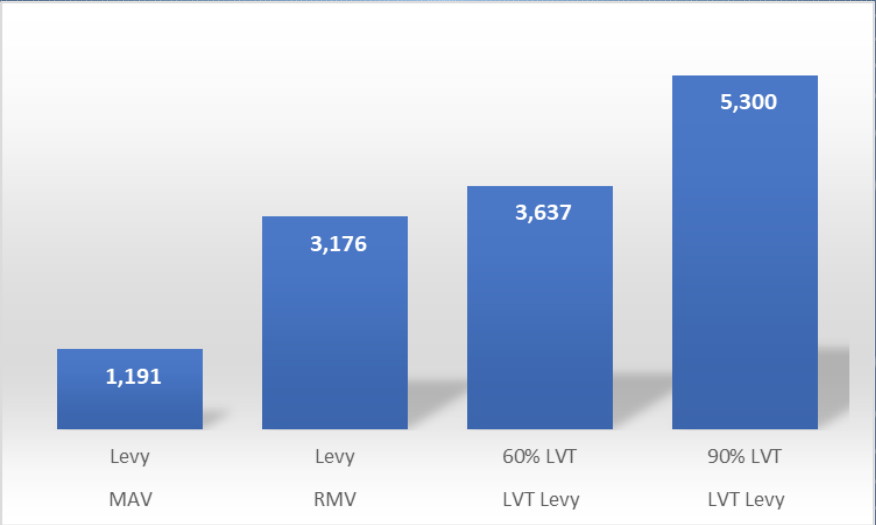 5,300
3,637
3,176
1,191
Levy Levy 60% LVT 90% LVT
MAV RMV LVT Levy LVT Levy